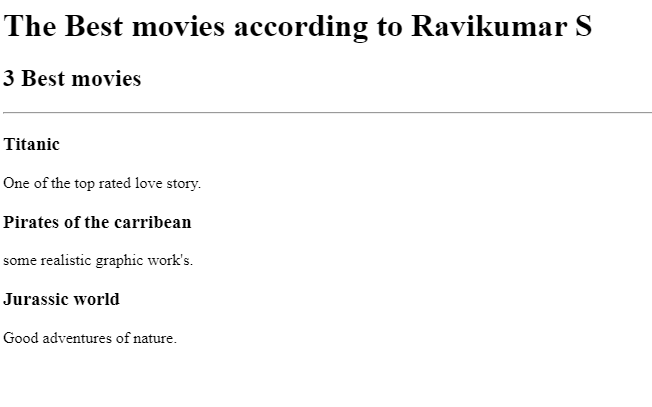 The Best movies according to Ravikumar S
3 Best movies
Titanic
One of the top rated love story.
Pirates of the carribean
some realistic graphic work's.
Jurassic world
Good adventures of nature.